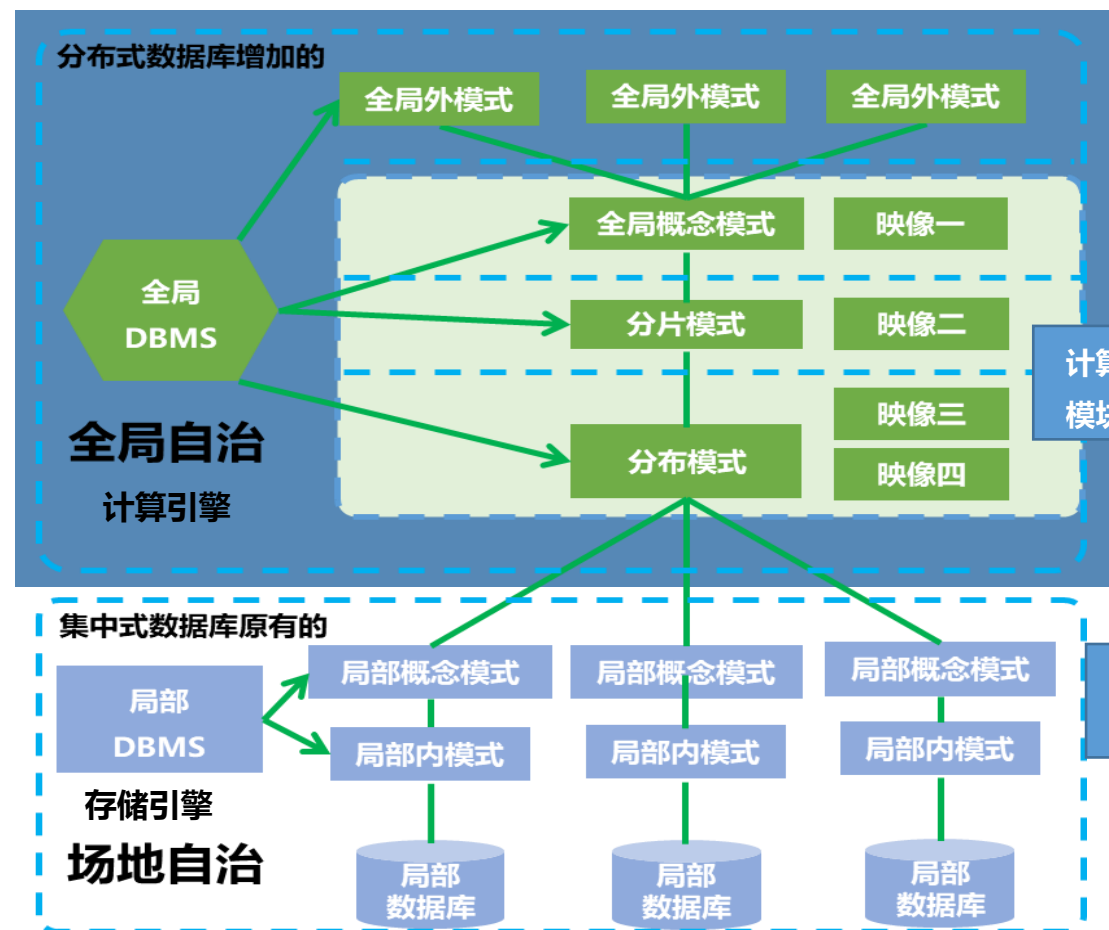 分布式数据库增加的
全局外模式
全局外模式
全局外模式
全局概念模式
映像一
全局
DBMS
分片模式
映像二
计算
模块
映像三
全局自治
分布模式
映像四
计算引擎
集中式数据库原有的
局部概念模式
局部概念模式
局部概念模式
局部
DBMS
局部内模式
局部内模式
局部内模式
存储引擎
场地自治
局部
数据库
局部
数据库
局部
数据库